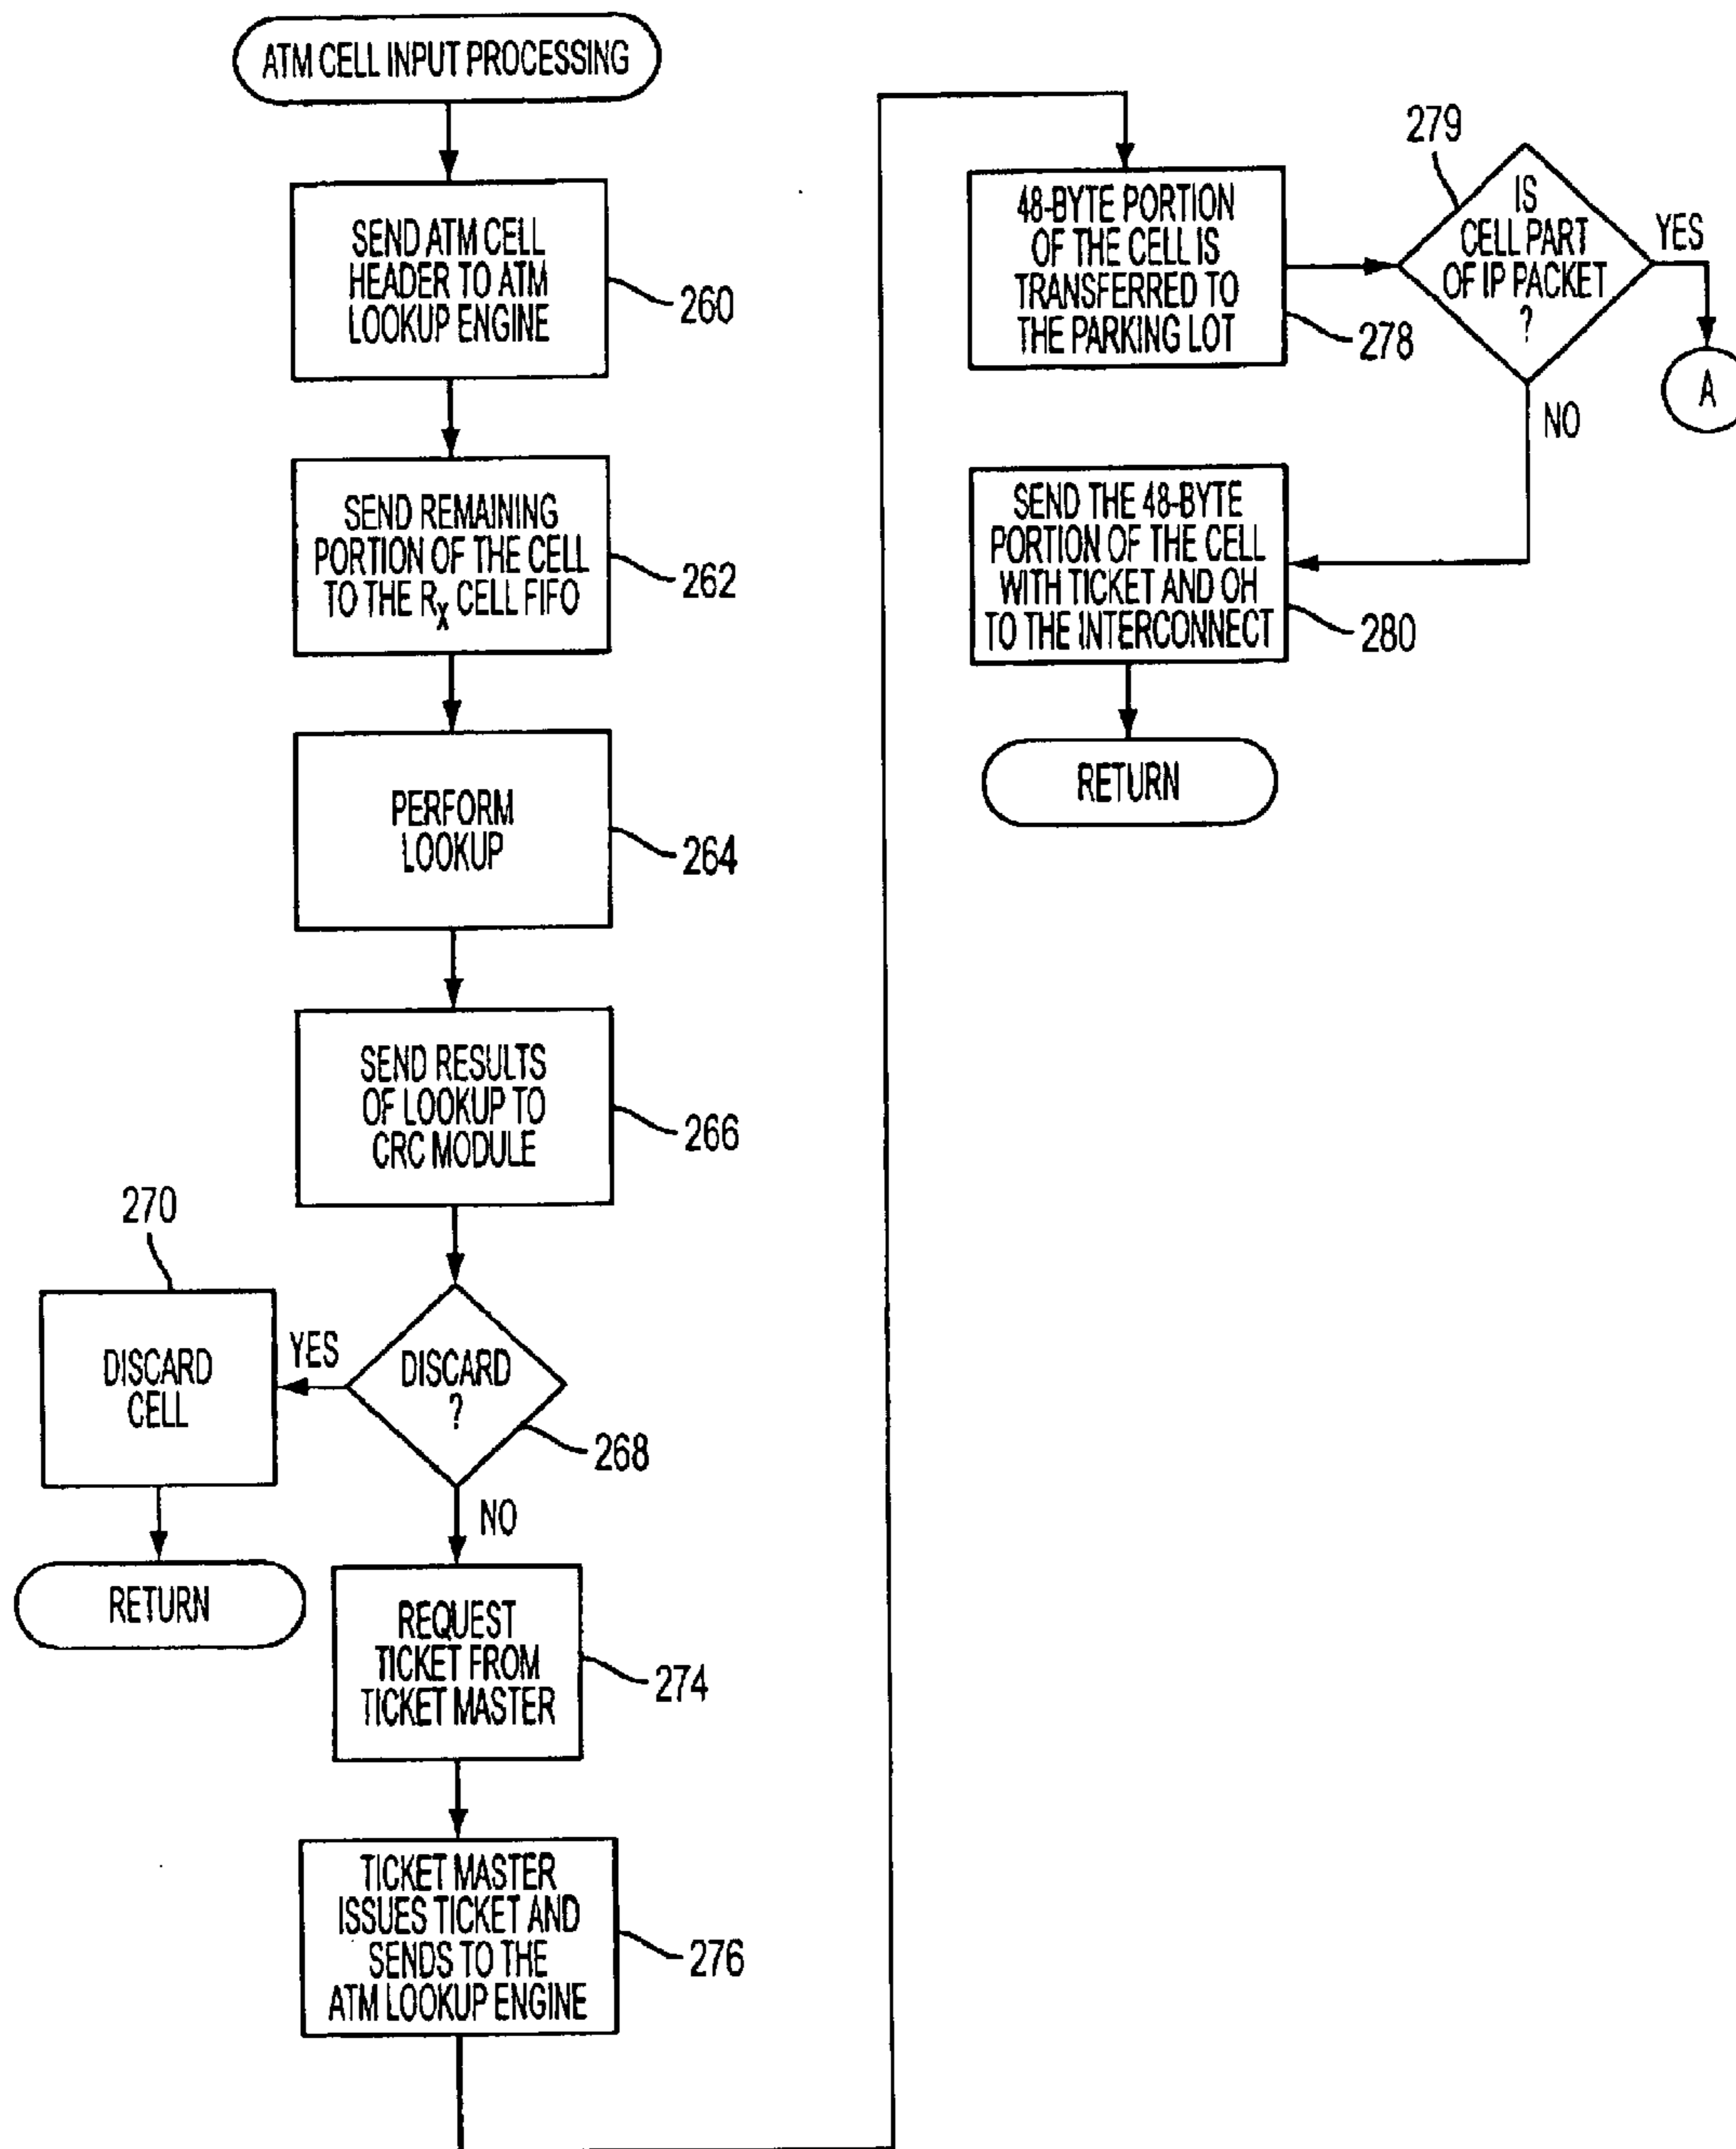 ATM CELL INPUT PROCESSING
SEND ATM CELL
HEADER TO ATM
LOOKUP ENGINE
260
SEND REMAINING
PORTION OF THE CELL
TO THE Rx CELL FIFO
262
PERFORM
LOOKUP
264
SEND RESULTS
OF LOOKUP TO
CRC MODULE
266
270
DISCARD
CELL
YES
DISCARD
?
268
RETURN
NO
REQUEST
TICKET FROM
TICKET MASTER
274
TICKET MASTER
ISSUES TICKET AND
SENDS TO THE
ATM LOOKUP ENGINE
276
48-BYTE PORTION
OF THE CELL IS
TRANSFERRED TO
THE PARKING LOT
278
279
IS
CELL PART
OF IP PACKET
?
YES
A
NO
SEND THE 48-BYTE
PORTION OF THE CELL
WITH TICKET AND OH
TO THE INTERCONNECT
280
RETURN